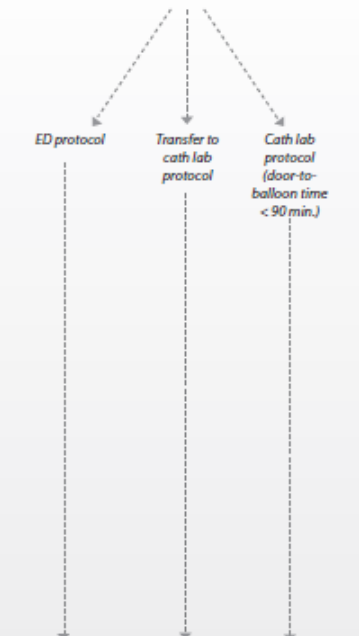 ED protocol
Transfer to
cath lab
protocol
Cath lab
protocol
(door-to-
balloon time
< 90 min.)